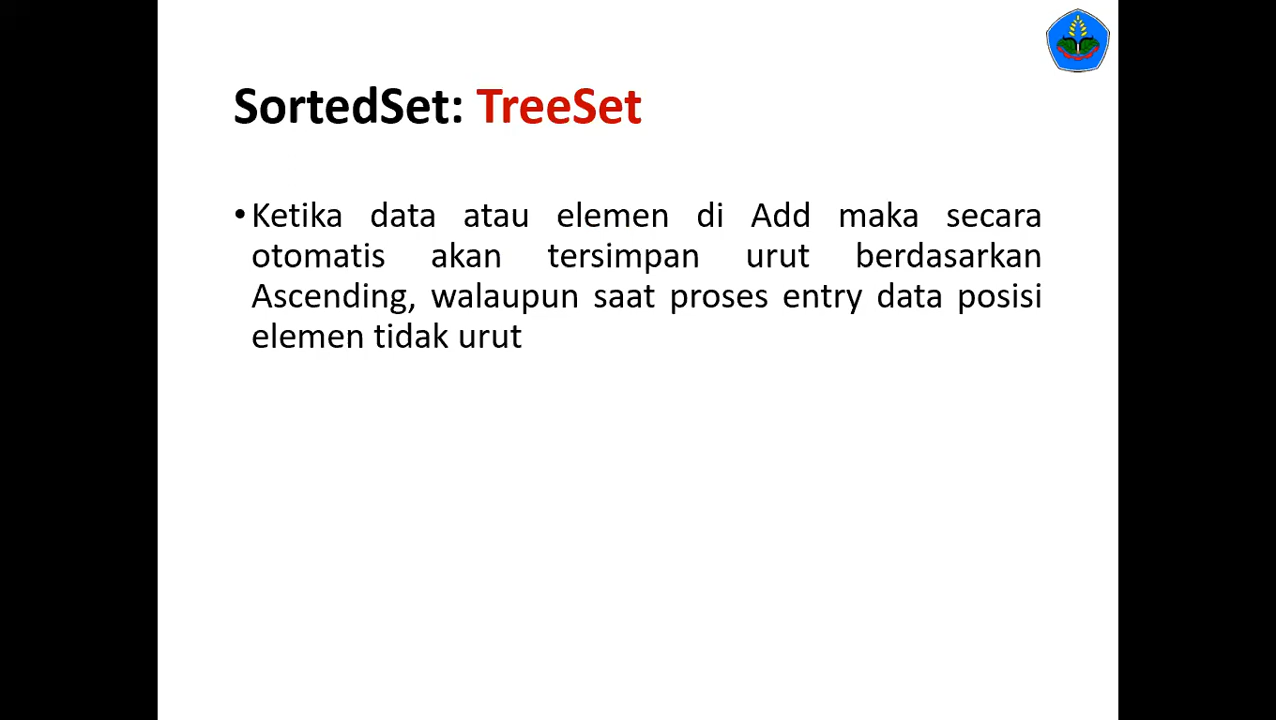 SortedSet: TreeSet
•Ketika data atau elemen di Add maka secara
otomatis akan tersimpan urut berdasarkan
Ascending, walaupun saat proses entry data posisi
elemen tidak urut